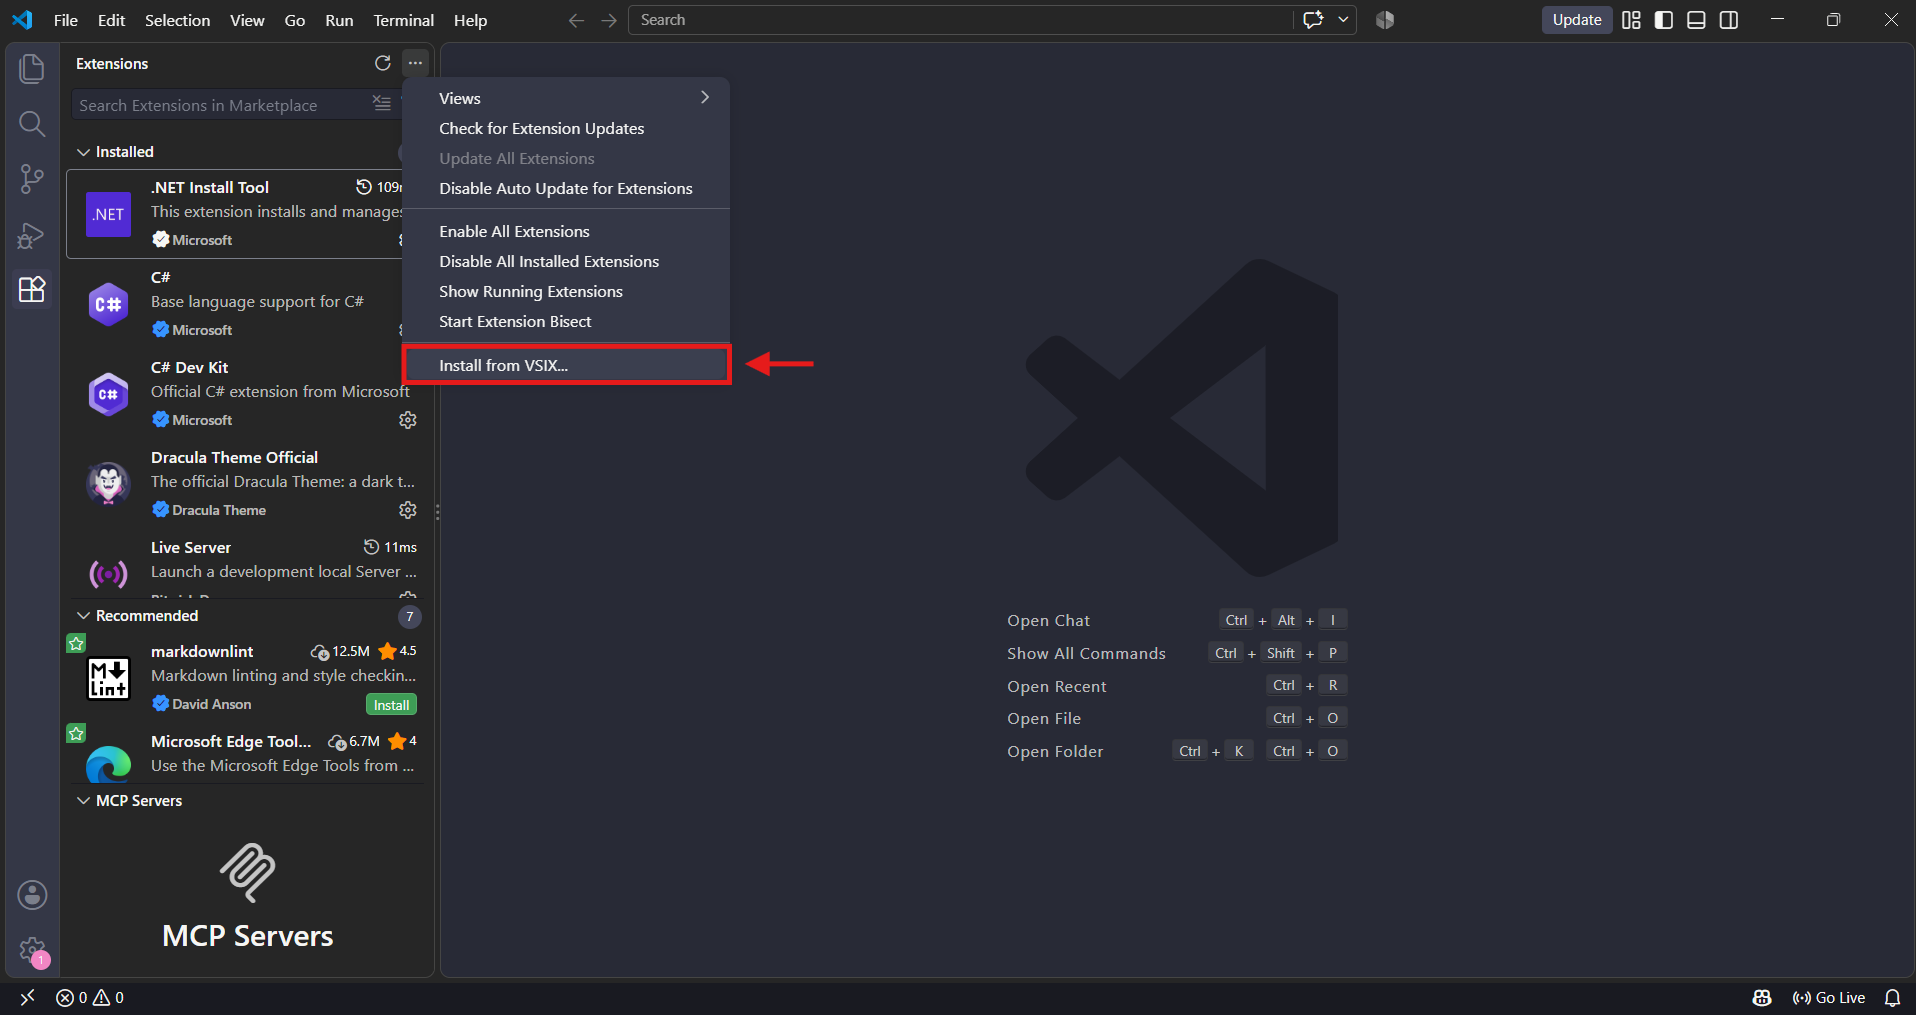 File Edit Selection View Go Run Terminal Help
Search
Update
Extensions
Search Extensions in Marketplace
Views
Check for Extension Updates
Update All Extensions
Disable Auto Update for Extensions
Enable All Extensions
Disable All Installed Extensions
Show Running Extensions
Start Extension Bisect
Install from VSIX...
Installed
.NET
.NET Install Tool
This extension installs and manages
Microsoft
C#
C#
Base language support for C#
Microsoft
C#
C# Dev Kit
Official C# extension from Microsoft
Microsoft
Dracula Theme Official
The official Dracula Theme: a dark t...
Dracula Theme
Live Server 11ms
Launch a development local Server ...
Recommended 7
M
lint
markdownlint 12.5M 4.5
Markdown linting and style checkin...
David Anson Install
Microsoft Edge Tool... 6.7M 4
Use the Microsoft Edge Tools from ...
MCP Servers
MCP Servers
1
Open Chat Ctrl + Alt + I
Show All Commands Ctrl + Shift + P
Open Recent Ctrl + R
Open File Ctrl + O
Open Folder Ctrl + K Ctrl + O
0 0
Go Live